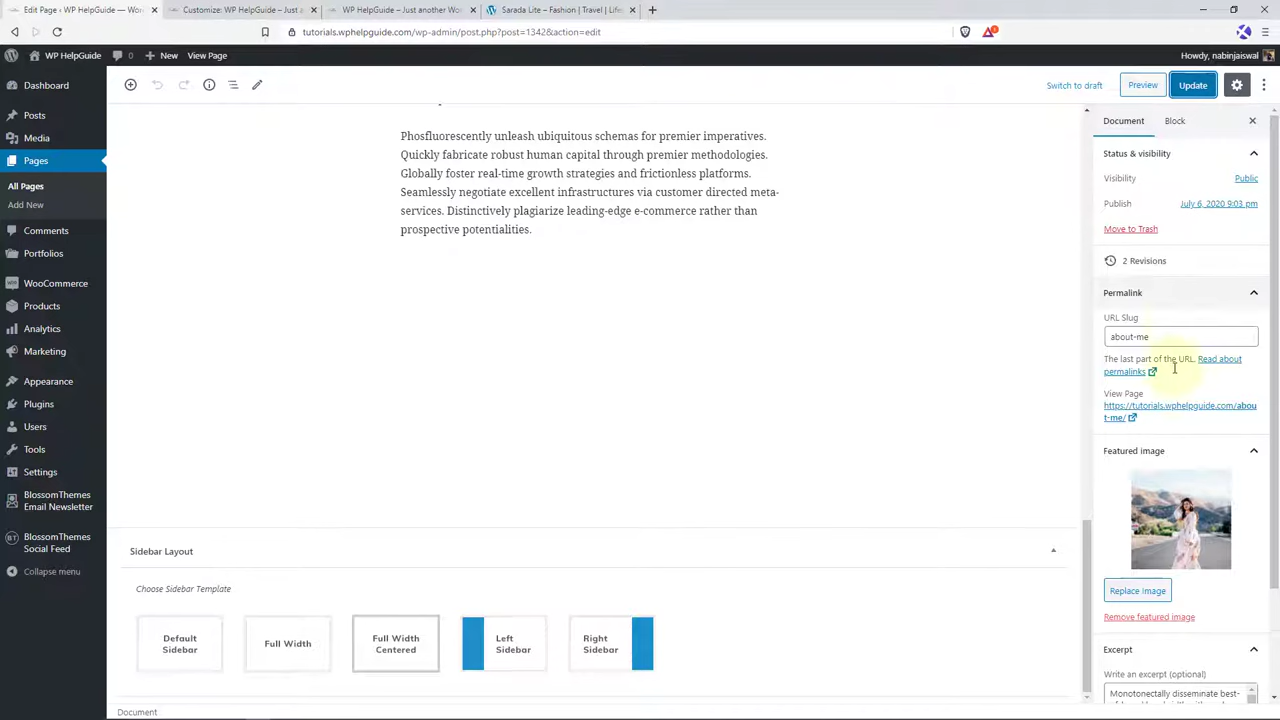 Edit Page ‹ WP HelpGuide — Wor
Customize: WP HelpGuide – Just a
WP HelpGuide – Just another Wo
Sarada Lite – Fashion | Travel | Life
tutorials.wphelpguide.com/wp-admin/post.php?post=1342&action=edit
WP HelpGuide
0
New
View Page
Howdy, nabinjaiswal
Dashboard
Posts
Media
Pages
All Pages
Add New
Comments
Portfolios
WooCommerce
Products
Analytics
Marketing
Appearance
Plugins
Users
Tools
Settings
BlossomThemes
Email Newsletter
BlossomThemes
Social Feed
Collapse menu
Switch to draft
Preview
Update
Phosfluorescently unleash ubiquitous schemas for premier imperatives.
Quickly fabricate robust human capital through premier methodologies.
Globally foster real-time growth strategies and frictionless platforms.
Seamlessly negotiate excellent infrastructures via customer directed meta-
services. Distinctively plagiarize leading-edge e-commerce rather than
prospective potentialities.
Sidebar Layout
Choose Sidebar Template
Default
Sidebar
Full Width
Full Width
Centered
Left
Sidebar
Right
Sidebar
Document
Document
Block
Status & visibility
Visibility
Public
Publish
July 6, 2020 9:03 pm
Move to Trash
2 Revisions
Permalink
URL Slug
about-me
The last part of the URL. Read about
permalinks
View Page
https://tutorials.wphelpguide.com/abou
t-me/
Featured image
Replace Image
Remove featured image
Excerpt
Write an excerpt (optional)
Monotonectally disseminate best-